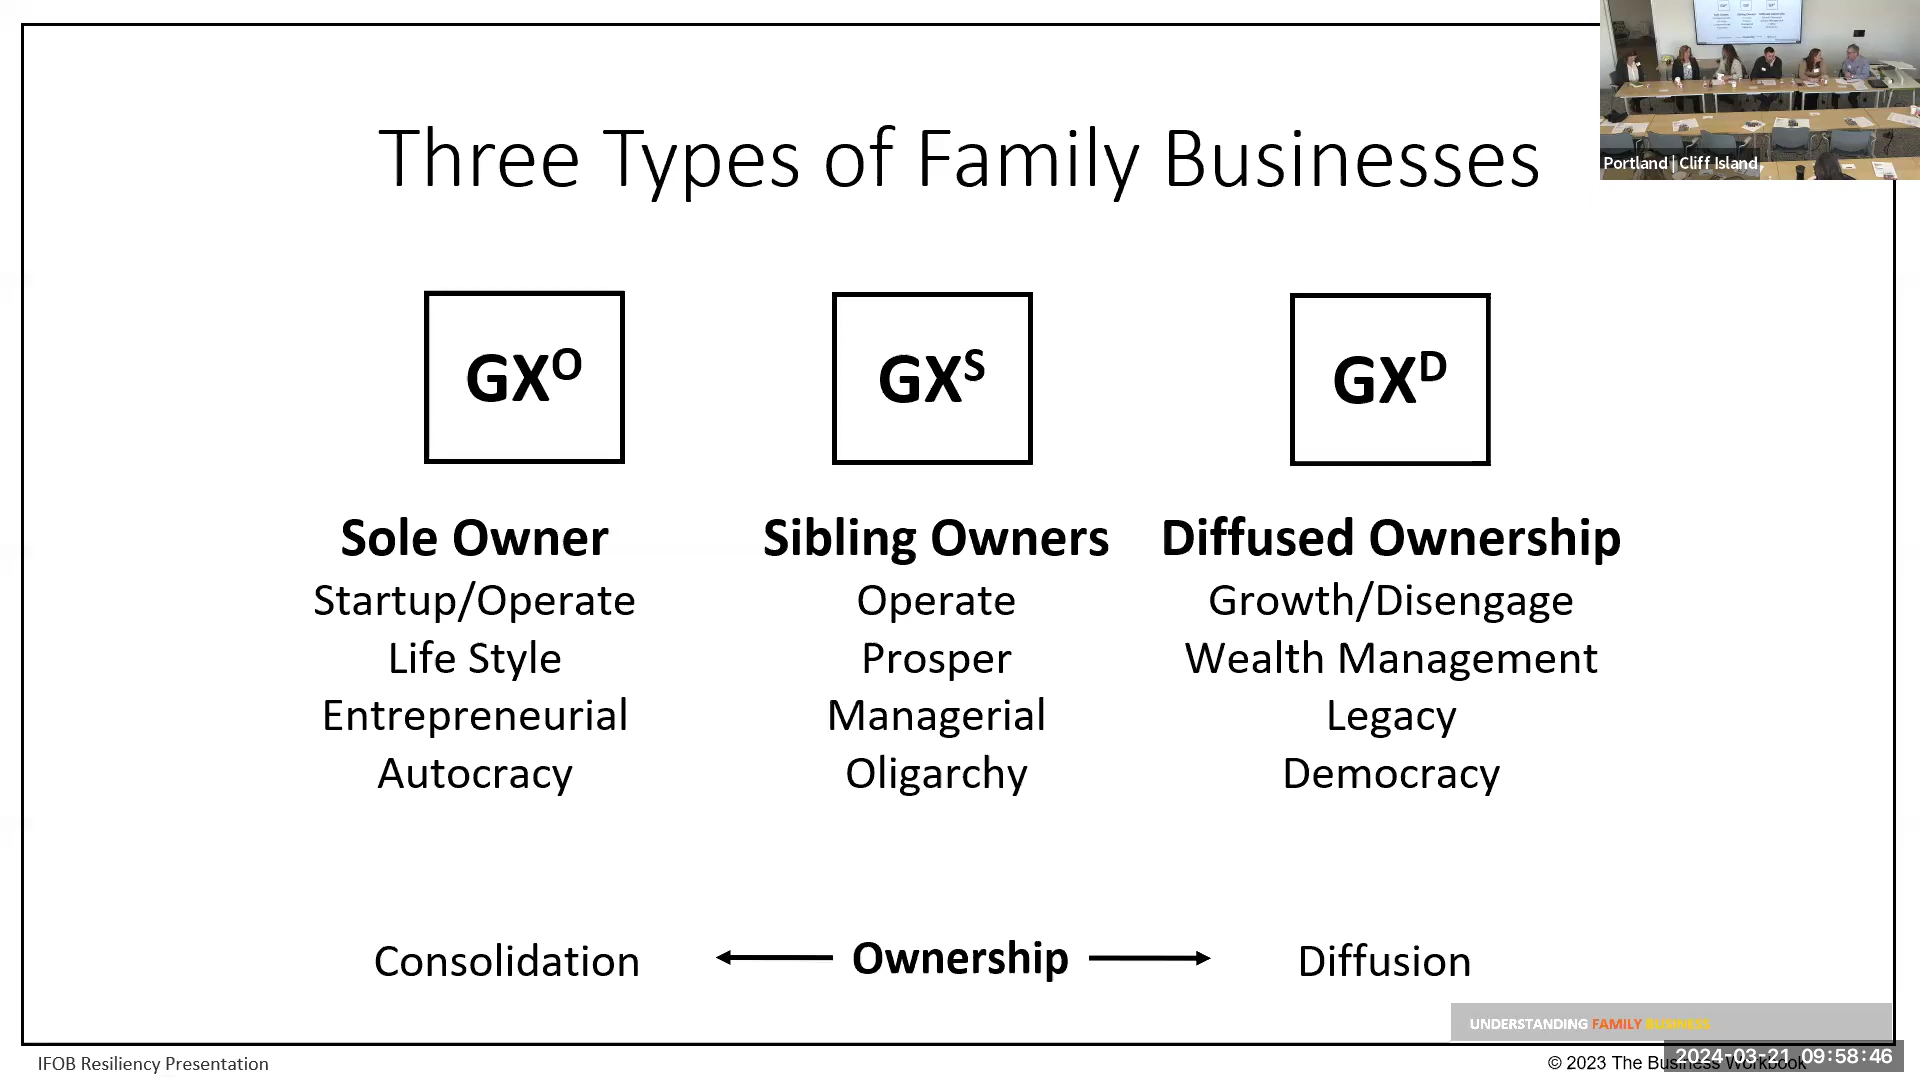 Three Types of Family Businesses
Portland | Cliff Island
GXO
GXS
GXD
Sole Owner
Startup/Operate
Life Style
Entrepreneurial
Autocracy
Sibling Owners
Operate
Prosper
Managerial
Oligarchy
Diffused Ownership
Growth/Disengage
Wealth Management
Legacy
Democracy
Consolidation
Ownership
Diffusion
UNDERSTANDING FAMILY BUSINESS
IFOB Resiliency Presentation
© 2023 The Business Workbook
2024-03-21 09:58:46